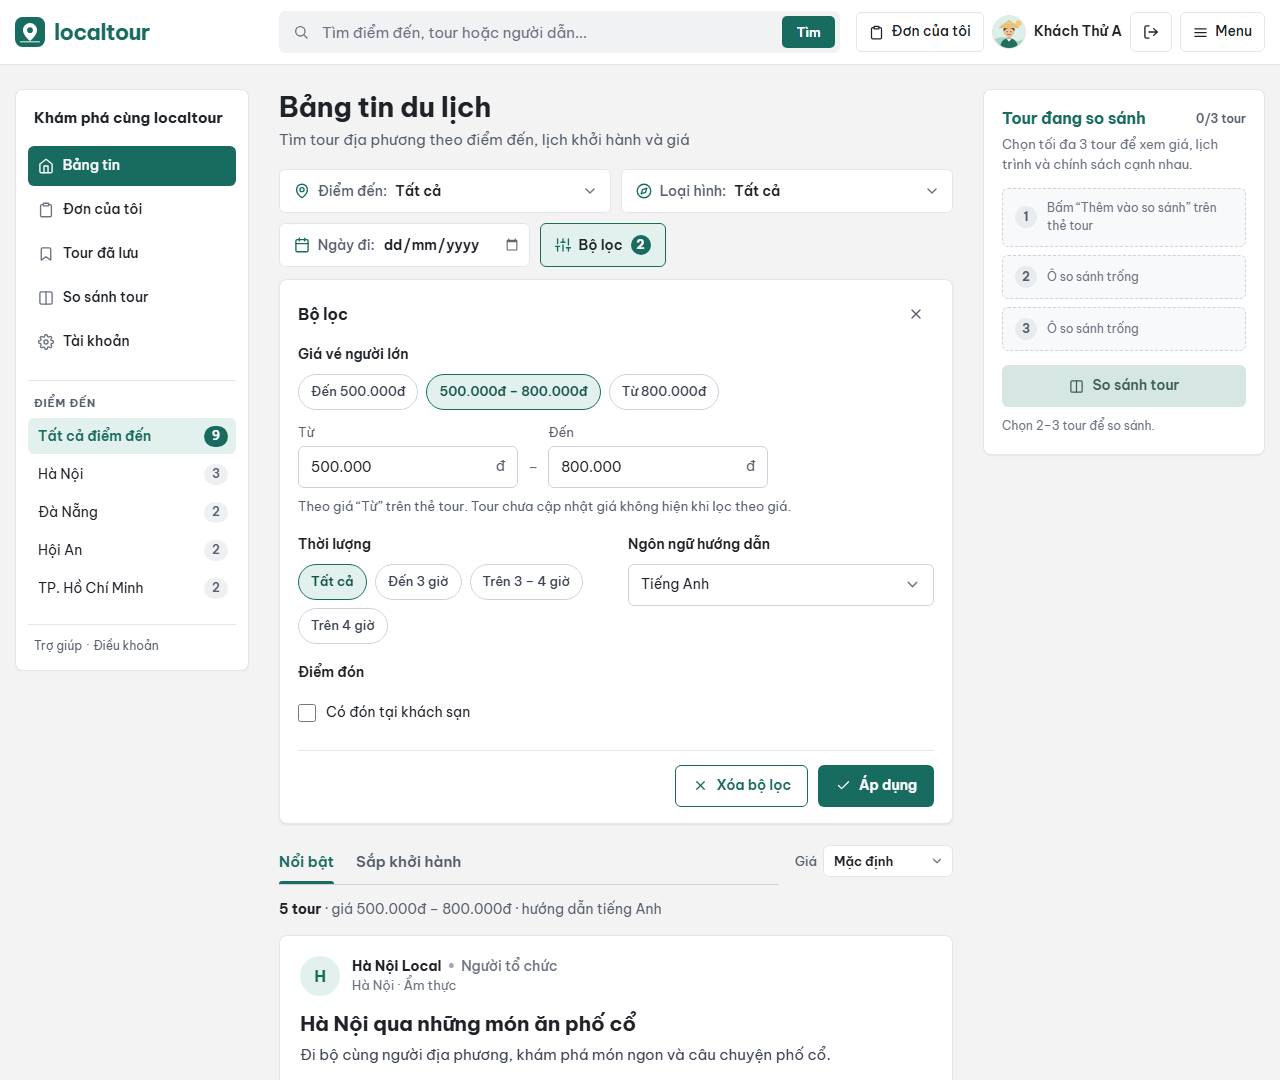 localtour
Tìm điểm đến, tour hoặc người dẫn...
Tìm
Đơn của tôi
Khách Thử A
Menu
Khám phá cùng localtour
Bảng tin
Đơn của tôi
Tour đã lưu
So sánh tour
Tài khoản
ĐIỂM ĐẾN
Tất cả điểm đến 9
Hà Nội 3
Đà Nẵng 2
Hội An 2
TP. Hồ Chí Minh 2
Trợ giúp · Điều khoản
Bảng tin du lịch
Tìm tour địa phương theo điểm đến, lịch khởi hành và giá
Điểm đến: Tất cả
Loại hình: Tất cả
Ngày đi: dd/mm/yyyy
Bộ lọc 2
Bộ lọc
Giá vé người lớn
Đến 500.000đ
500.000đ – 800.000đ
Từ 800.000đ
Từ
Đến
500.000 đ – 800.000 đ
Theo giá “Từ” trên thẻ tour. Tour chưa cập nhật giá không hiện khi lọc theo giá.
Thời lượng
Tất cả
Đến 3 giờ
Trên 3 – 4 giờ
Trên 4 giờ
Ngôn ngữ hướng dẫn
Tiếng Anh
Điểm đón
Có đón tại khách sạn
Xóa bộ lọc
Áp dụng
Nổi bật
Sắp khởi hành
Giá
Mặc định
5 tour · giá 500.000đ – 800.000đ · hướng dẫn tiếng Anh
H
Hà Nội Local • Người tổ chức
Hà Nội · Ẩm thực
Hà Nội qua những món ăn phố cổ
Đi bộ cùng người địa phương, khám phá món ngon và câu chuyện phố cổ.
Tour đang so sánh
0/3 tour
Chọn tối đa 3 tour để xem giá, lịch
trình và chính sách cạnh nhau.
1 Bấm “Thêm vào so sánh” trên
thẻ tour
2 Ô so sánh trống
3 Ô so sánh trống
So sánh tour
Chọn 2–3 tour để so sánh.